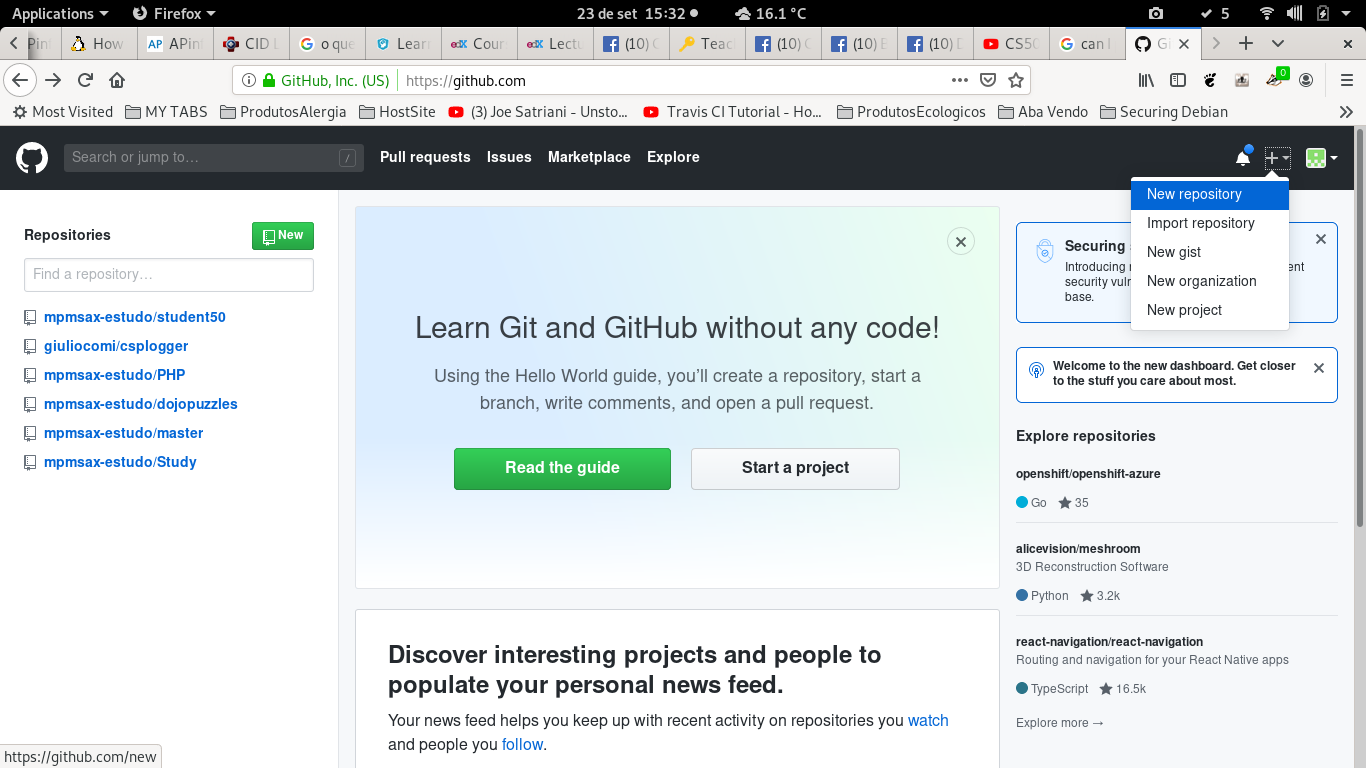 Applications
Firefox
23 de set 15:32
16.1 °C
5
Pint
How
APint
CID L
o que
Learn
Cour
Lectu
(10) C
Teac
(10) C
(10) E
(10) D
CS50
can I
Gi
GitHub, Inc. (US)
https://github.com
0
Most Visited
MY TABS
ProdutosAlergia
HostSite
(3) Joe Satriani - Unsto...
Travis CI Tutorial - Ho...
ProdutosEcologicos
Aba Vendo
Securing Debian
Search or jump to…
/
Pull requests
Issues
Marketplace
Explore
New repository
Import repository
New gist
New organization
New project
Repositories
New
Find a repository…
mpmsax-estudo/student50
giuliocomi/csplogger
mpmsax-estudo/PHP
mpmsax-estudo/dojopuzzles
mpmsax-estudo/master
mpmsax-estudo/Study
Learn Git and GitHub without any code!
Using the Hello World guide, you’ll create a repository, start a
branch, write comments, and open a pull request.
Read the guide
Start a project
Discover interesting projects and people to
populate your personal news feed.
Your news feed helps you keep up with recent activity on repositories you watch
and people you follow.
Securing
Introducing ent
security vuln
base.
Welcome to the new dashboard. Get closer
to the stuff you care about most.
Explore repositories
openshift/openshift-azure
Go 35
alicevision/meshroom
3D Reconstruction Software
Python 3.2k
react-navigation/react-navigation
Routing and navigation for your React Native apps
TypeScript 16.5k
Explore more →
https://github.com/new